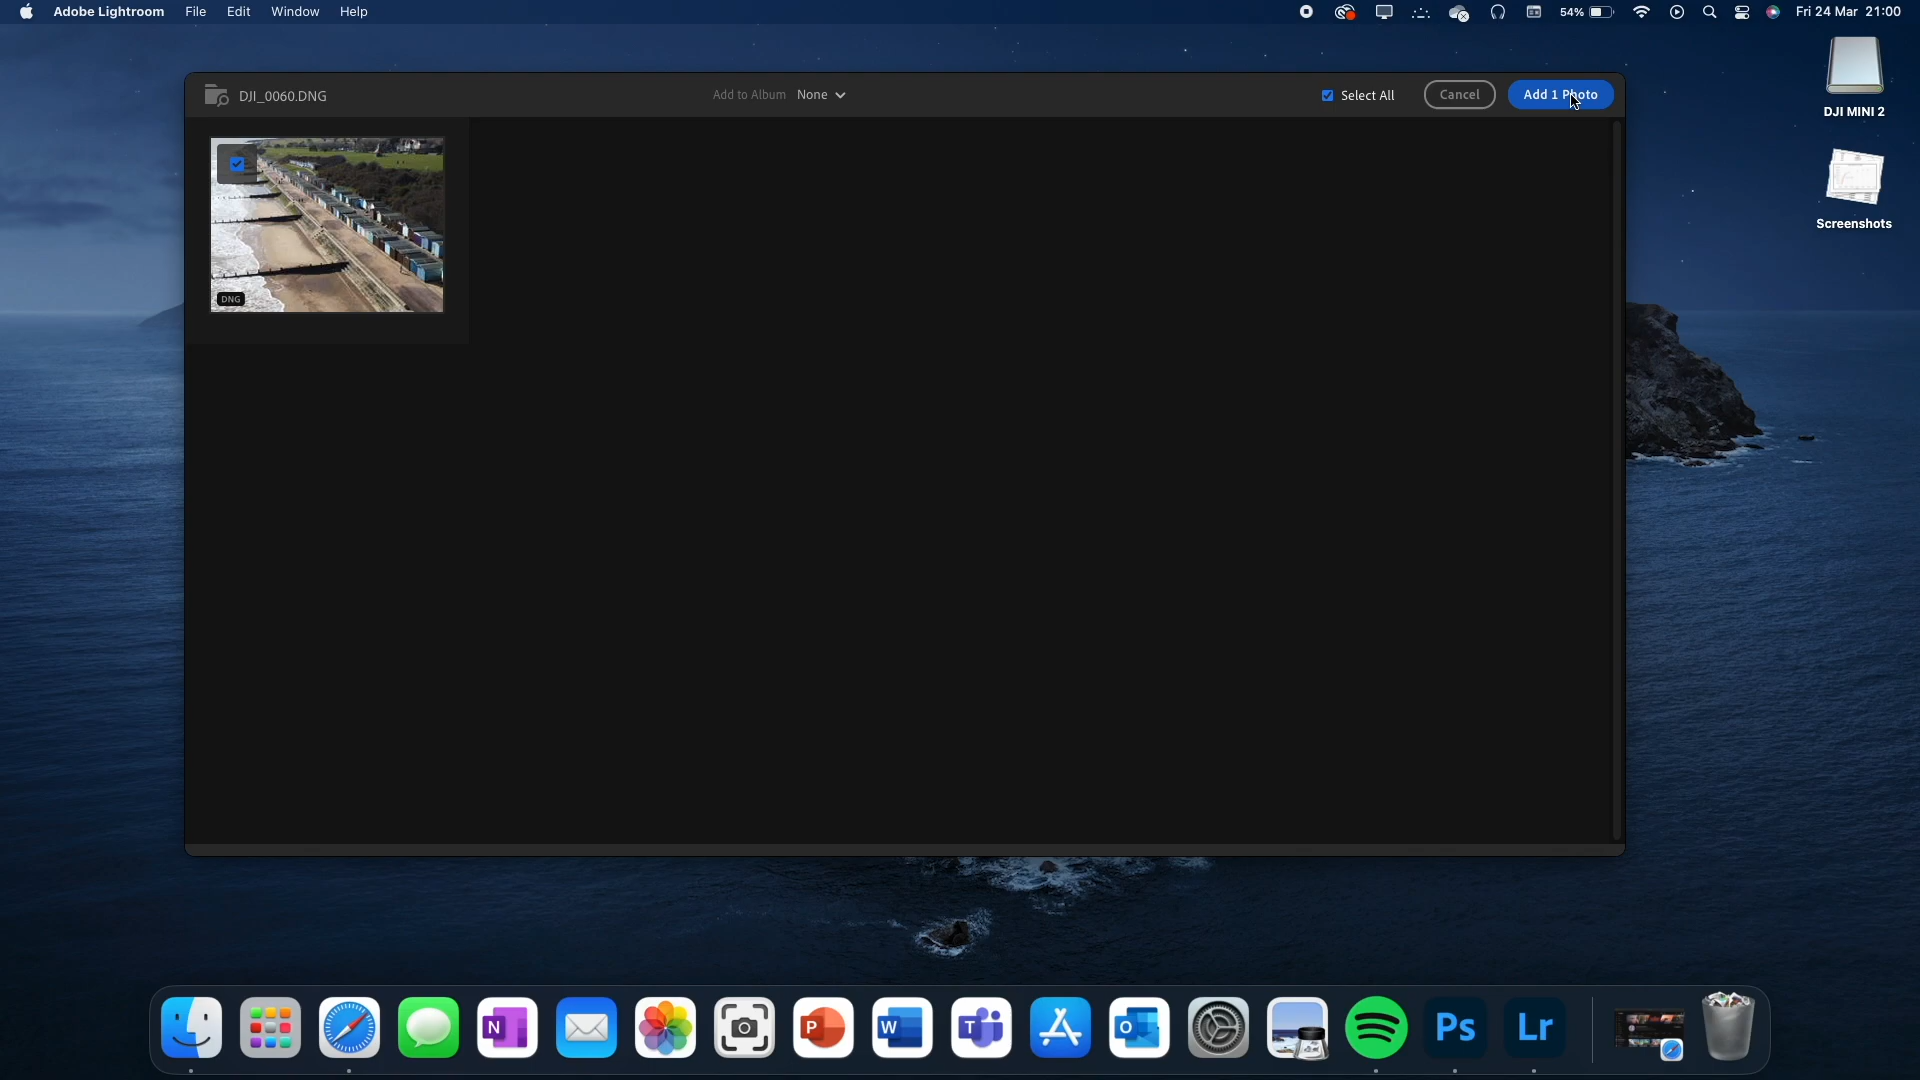 Adobe Lightroom File Edit Window Help
54% Fri 24 Mar 21:00
DJI_0060.DNG Add to Album None Select All Cancel Add 1 Photo
DNG
DJI MINI 2
Screenshots
N P W T O Ps Lr